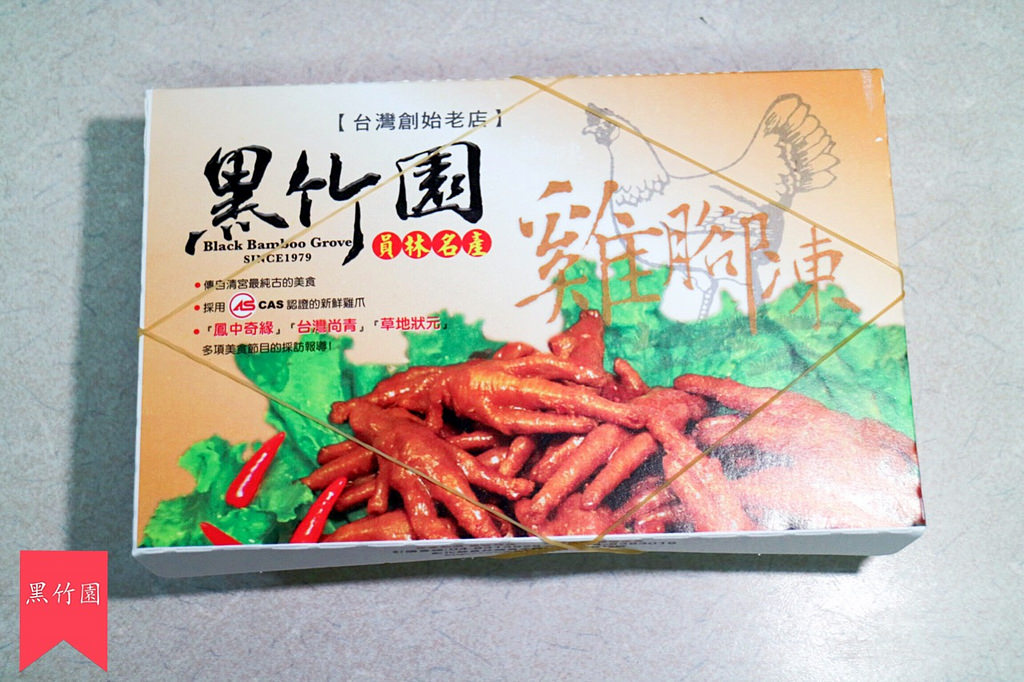 【台灣創始老店】
黑竹園
Black Bamboo Grove
SINCE1979
員林名產
雞腳凍
•傳自清宮最純古的美食
•採用 CAS CAS 認證的新鮮雞爪
•「鳳中奇緣」「台灣尚青」「草地狀元」
多項美食節目的採訪報導!
黑竹園